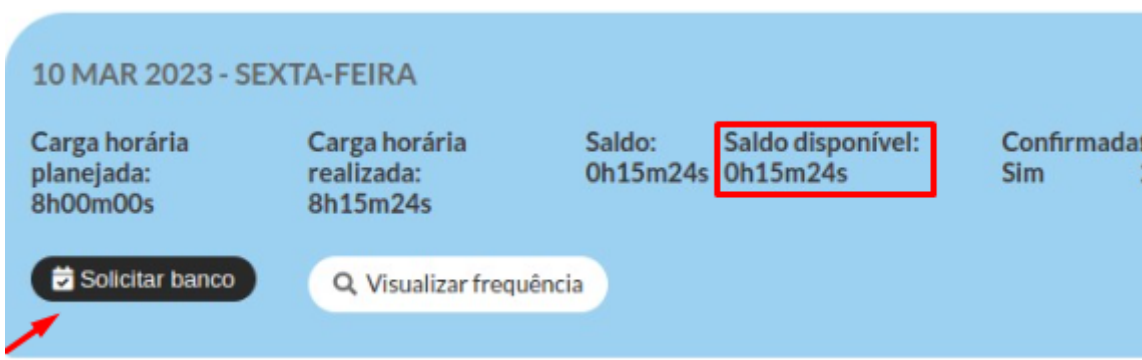 10 MAR 2023 - SEXTA-FEIRA
Carga horária planejada:
8h00m00s
Carga horária realizada:
8h15m24s
Saldo:
0h15m24s
Saldo disponível:
0h15m24s
Confirmada
Sim
Solicitar banco
Visualizar frequência